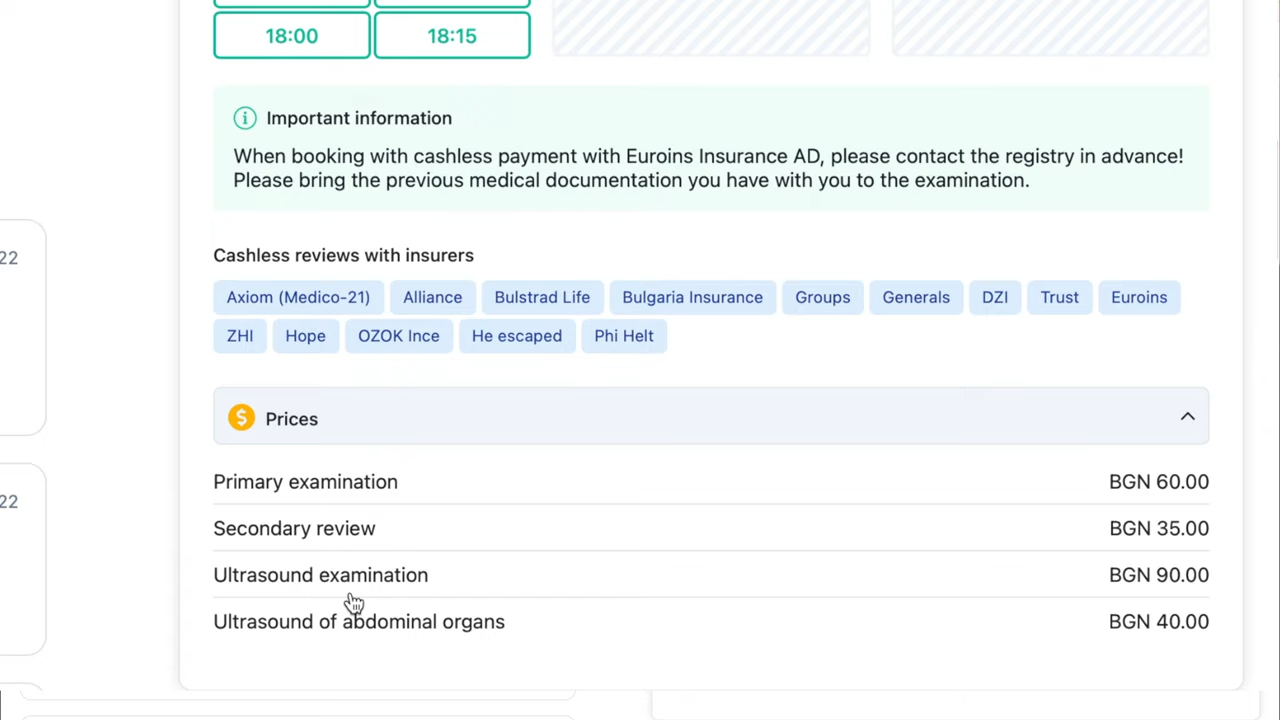 18:00 18:15
Important information
When booking with cashless payment with Euroins Insurance AD, please contact the registry in advance!
Please bring the previous medical documentation you have with you to the examination.
22
Cashless reviews with insurers
Axiom (Medico-21) Alliance Bulstrad Life Bulgaria Insurance Groups Generals DZI Trust Euroins
ZHI Hope OZOK Ince He escaped Phi Helt
$ Prices
Primary examination BGN 60.00
22
Secondary review BGN 35.00
Ultrasound examination BGN 90.00
Ultrasound of abdominal organs BGN 40.00